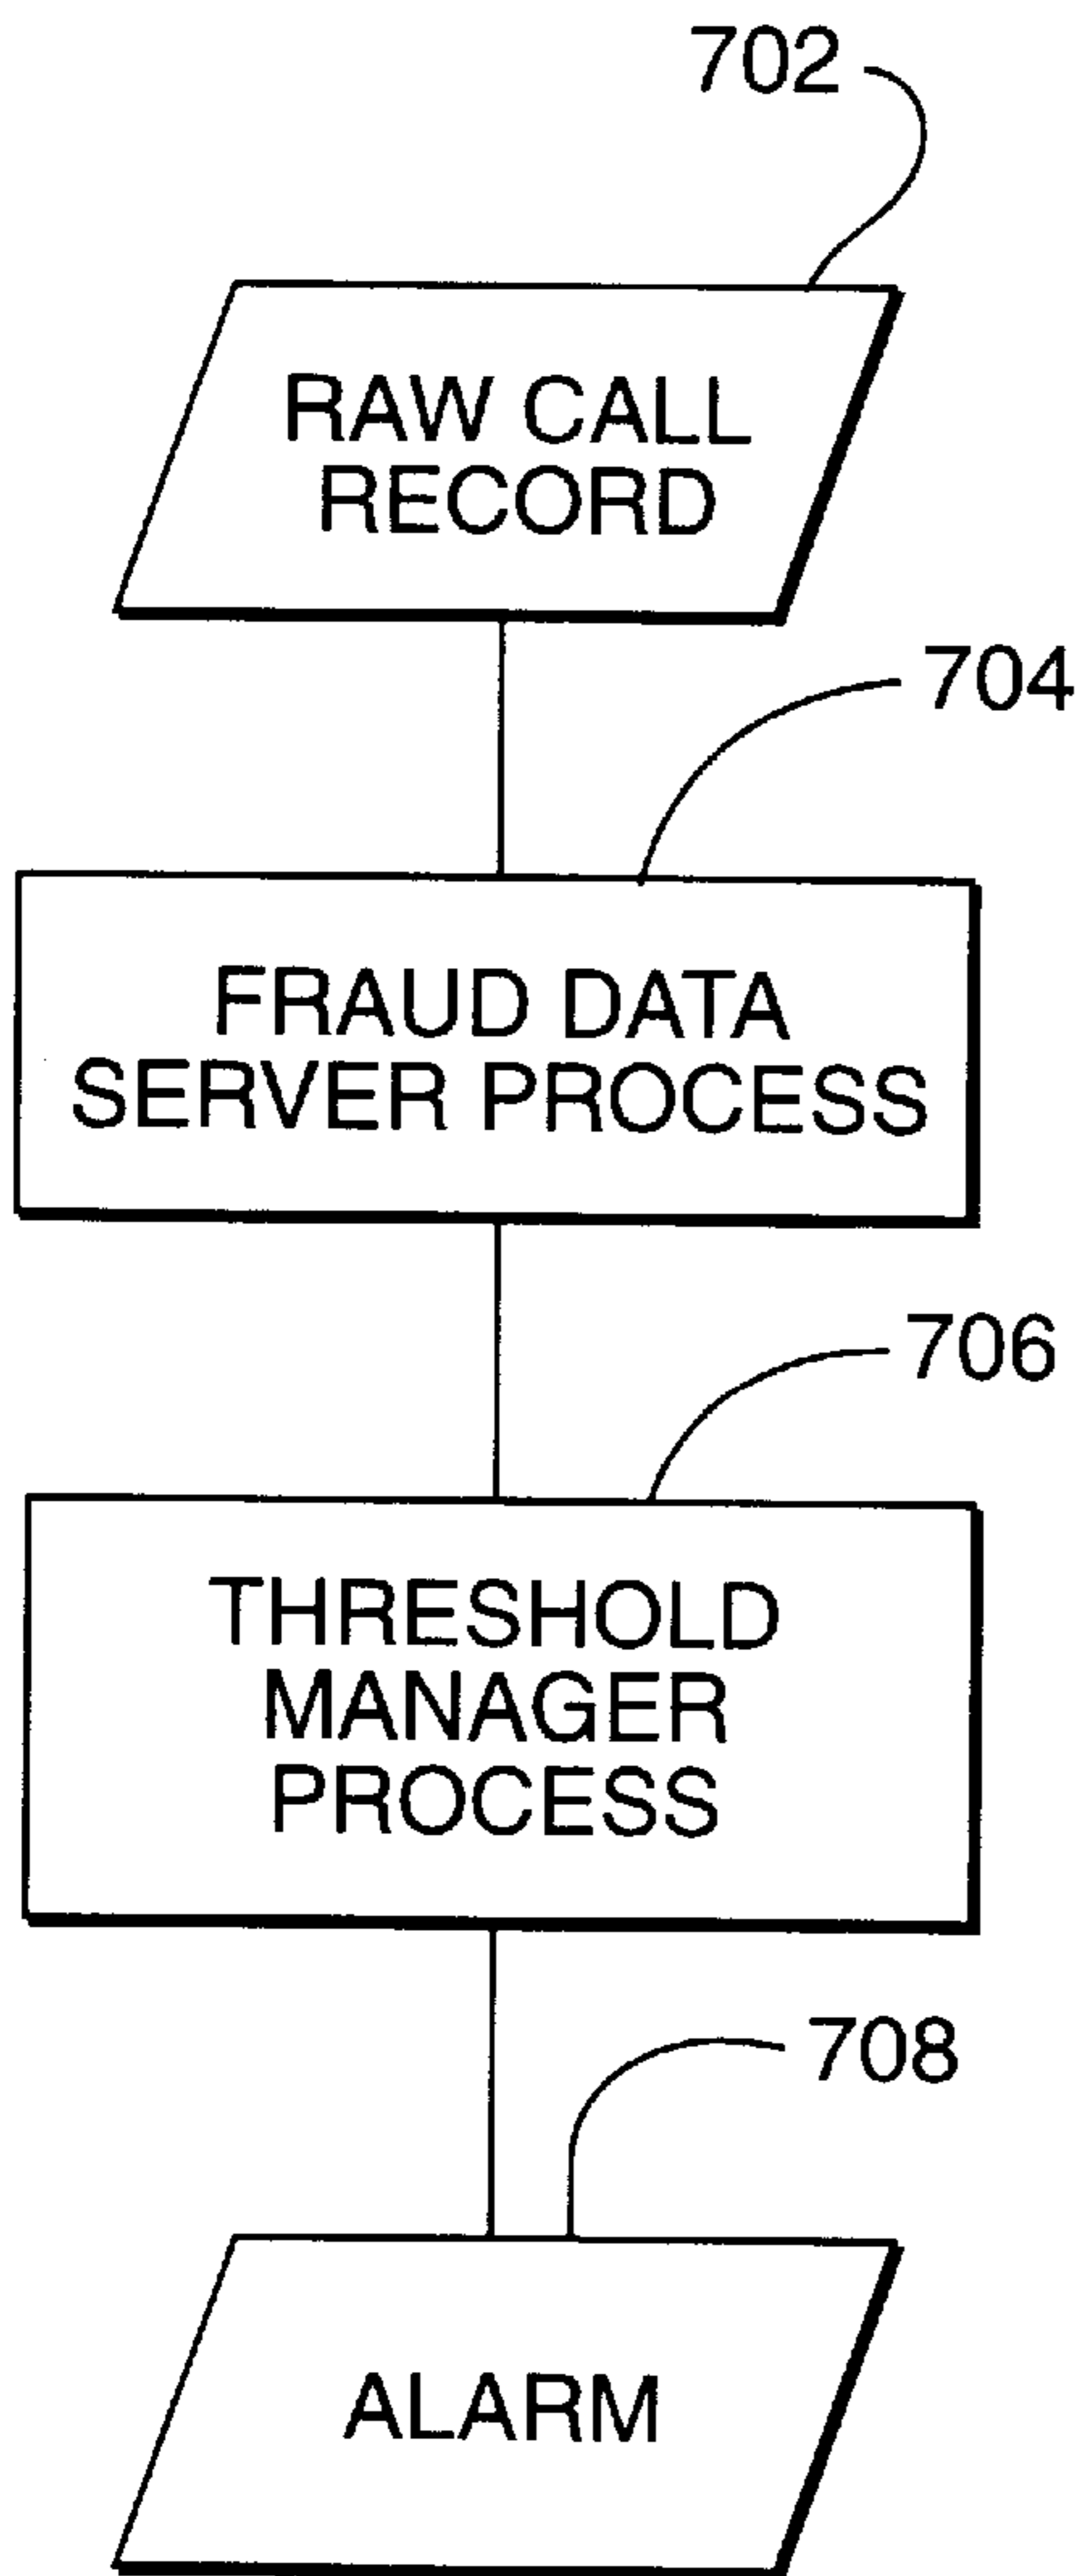 702
RAW CALL
RECORD
704
FRAUD DATA
SERVER PROCESS
706
THRESHOLD
MANAGER
PROCESS
708
ALARM